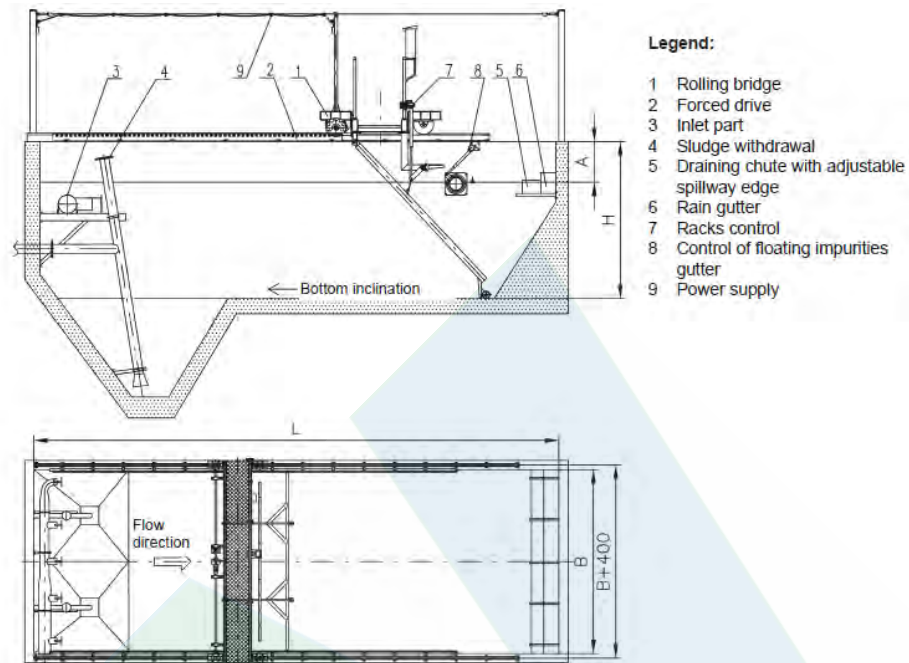 3
4
9
2
1
7
8
5
6
A
H
Bottom inclination
Legend:
1 Rolling bridge
2 Forced drive
3 Inlet part
4 Sludge withdrawal
5 Draining chute with adjustable
spillway edge
6 Rain gutter
7 Racks control
8 Control of floating impurities
gutter
9 Power supply
L
Flow
direction
B
B+400